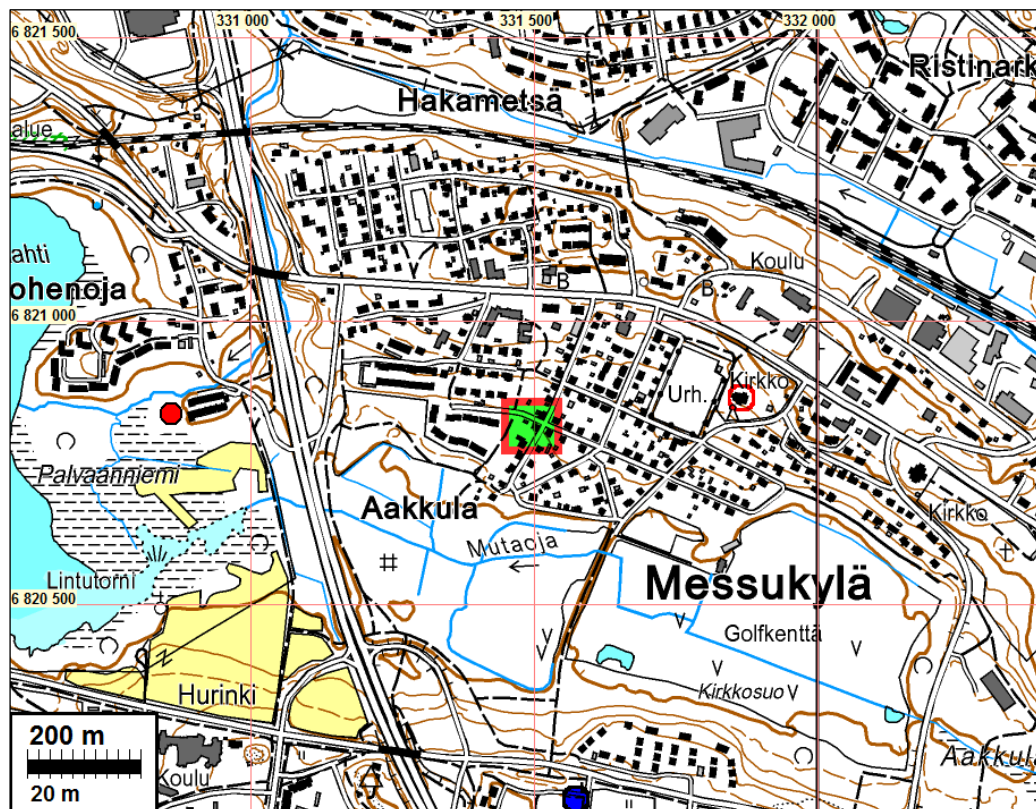 331 000
331 500
332 000
6 821 500
Ristinark
Hakametsä
alue
ahti
Koulu
B
B
ohenoja
6 821 000
Kirkko
Urh.
Palvaanniemi
Aakkula
Kirkko
Mutaoja
Lintutorni
Messukylä
6 820 500
Golfkenttä
Hurinki
Kirkkosuo
200 m
Aakkula
20 m
Koulu